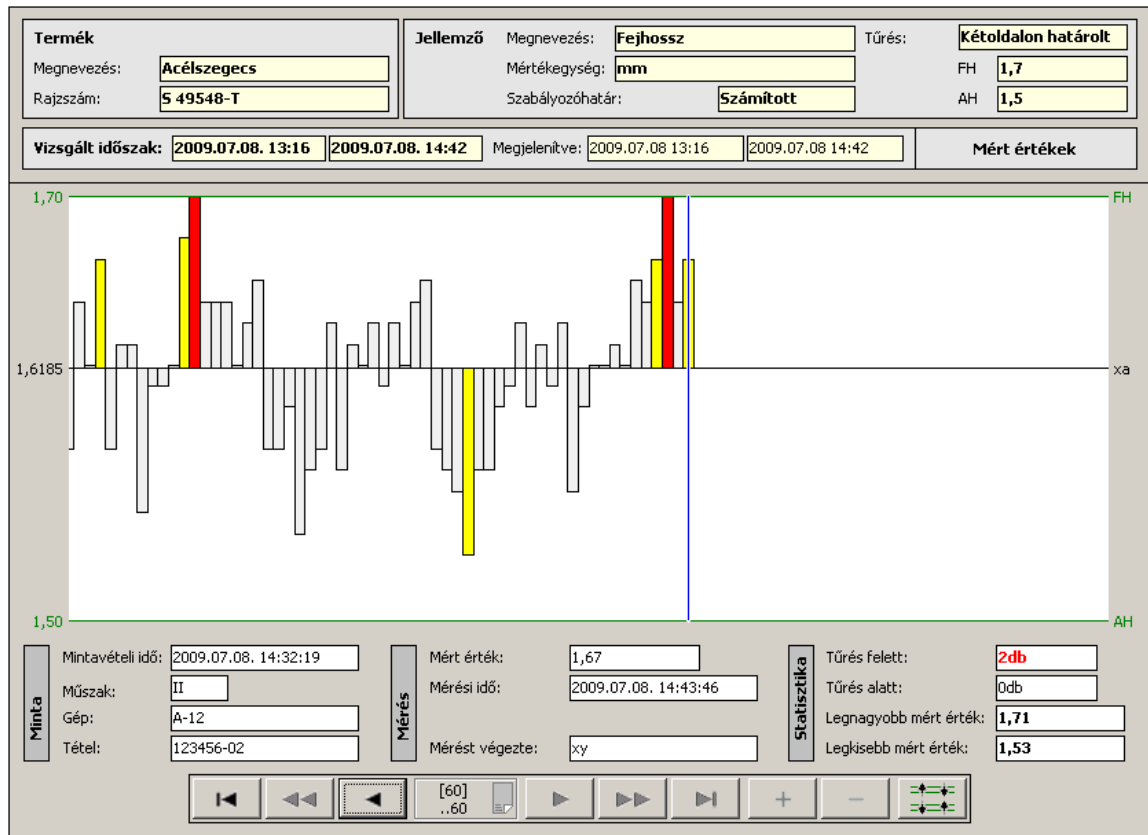 Termék
Megnevezés: Acélszegecs
Rajzszám: S 49548-T
Jellemző Megnevezés: Fejhossz Tűrés: Kétoldalon határolt
Mértékegység: mm FH 1,7
Szabályozóhatár: Számított AH 1,5
Vizsgált időszak: 2009.07.08. 13:16 2009.07.08. 14:42 Megjelenítve: 2009.07.08 13:16 2009.07.08 14:42 Mért értékek
1,70 FH
1,6185 xa
1,50 AH
Minta
Mintavételi idő: 2009.07.08. 14:32:19
Műszak: II
Gép: A-12
Tétel: 123456-02
Mérés
Mért érték: 1,67
Mérési idő: 2009.07.08. 14:43:46
Mérést végezte: xy
Statisztika
Tűrés felett: 2db
Tűrés alatt: 0db
Legnagyobb mért érték: 1,71
Legkisebb mért érték: 1,53
[60]
..60